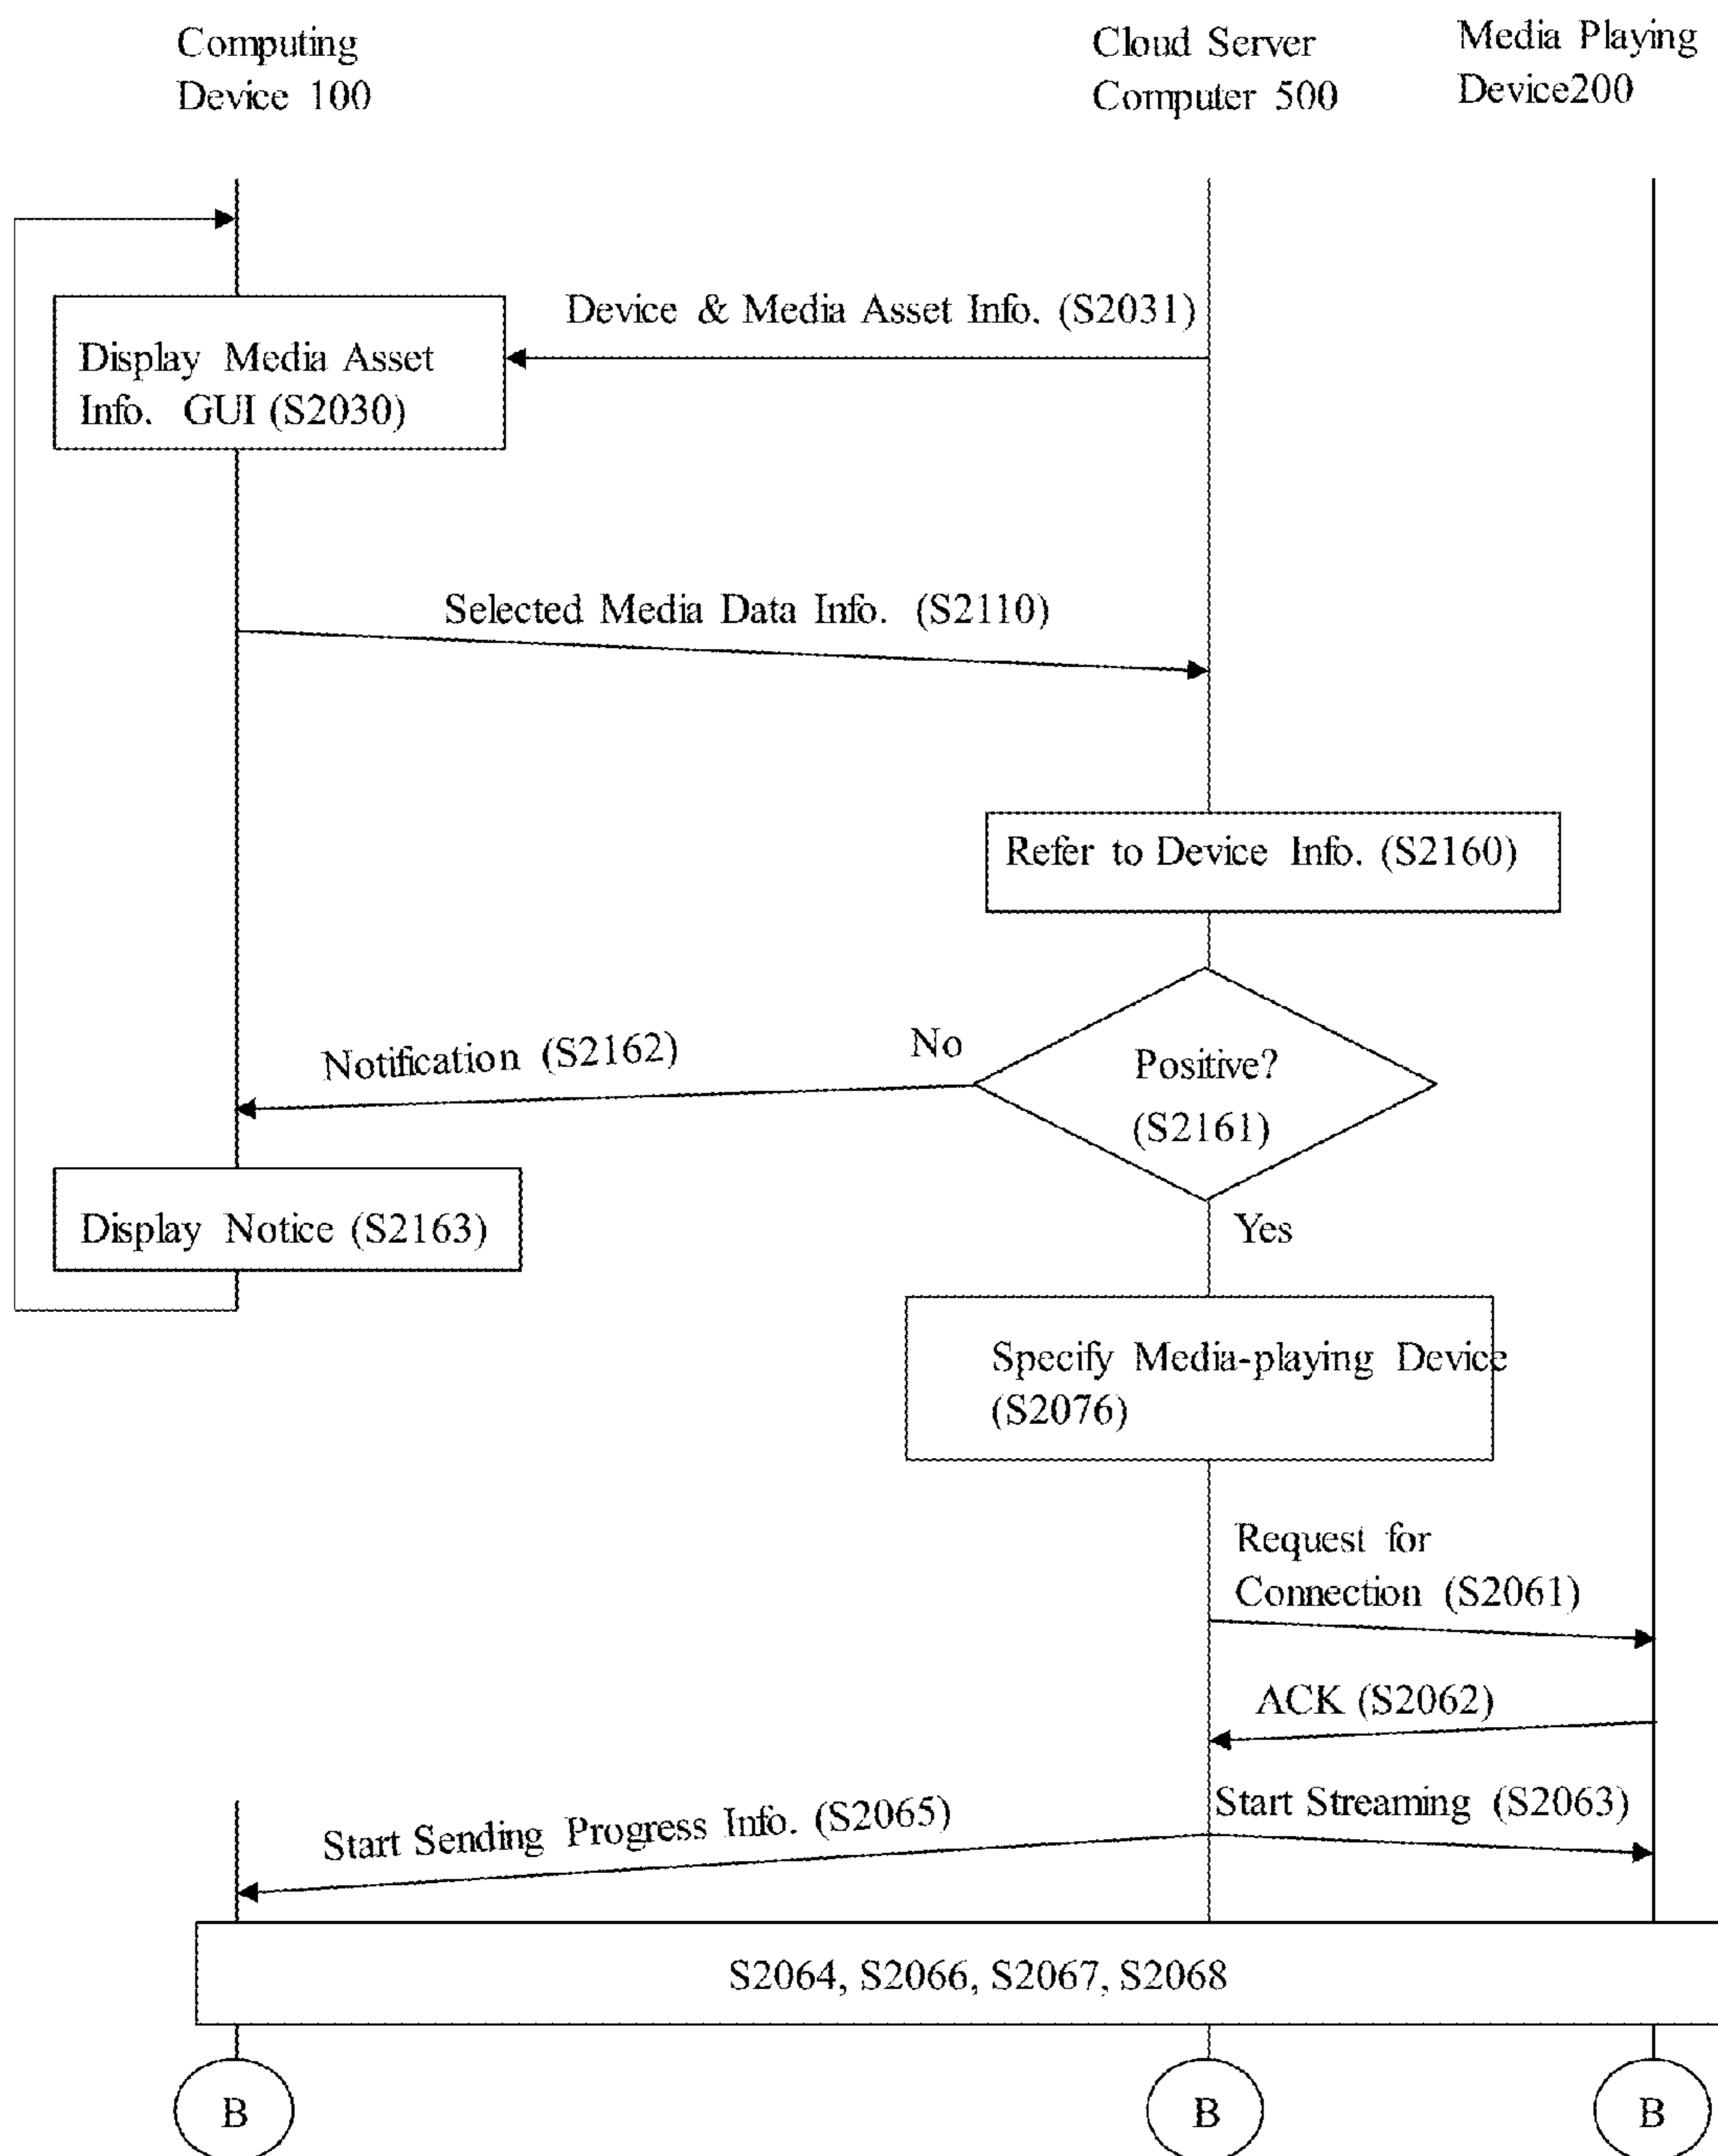 Computing
Device 100
Cloud Server
Computer 500
Media Playing
Device200
Device & Media Asset Info. (S2031)
Display Media Asset
Info. GUI (S2030)
Selected Media Data Info. (S2110)
Refer to Device Info. (S2160)
Notification (S2162)
No
Positive?
(S2161)
Display Notice (S2163)
Yes
Specify Media-playing Device
(S2076)
Request for
Connection (S2061)
ACK (S2062)
Start Sending Progress Info. (S2065)
Start Streaming (S2063)
S2064, S2066, S2067, S2068
B
B
B